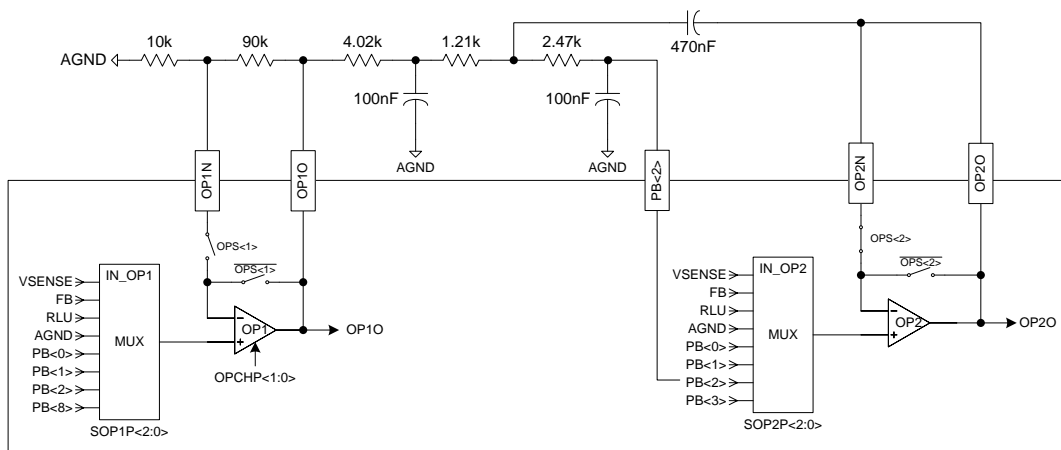 10k
90k
4.02k
1.21k
2.47k
470nF
AGND
100nF
100nF
AGND
AGND
OP1N
OP1O
PB<2>
OP2N
OP2O
OPS<1>
OPS<1>
OPS<2>
OPS<2>
IN_OP1
VSENSE
FB
RLU
AGND
PB<0>
PB<1>
PB<2>
PB<8>
MUX
SOP1P<2:0>
OP1
OP1O
OPCHP<1:0>
IN_OP2
VSENSE
FB
RLU
AGND
PB<0>
PB<1>
PB<2>
PB<3>
MUX
SOP2P<2:0>
OP2
OP2O